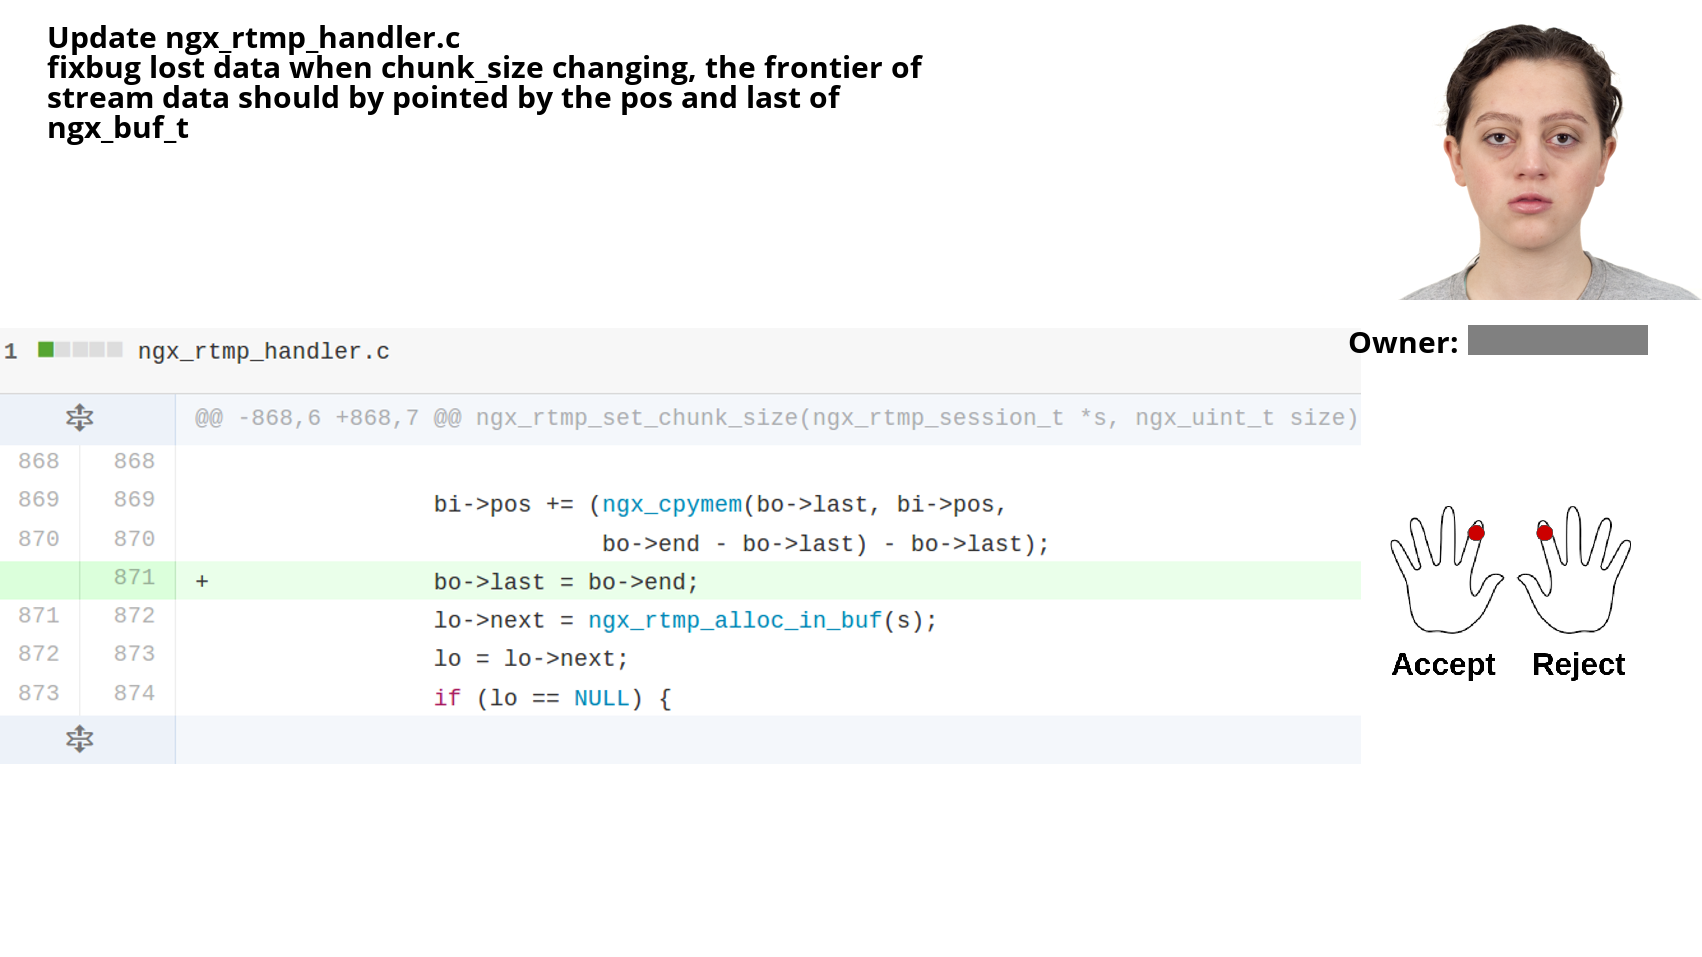 Update ngx_rtmp_handler.c
fixbug lost data when chunk_size changing, the frontier of
stream data should by pointed by the pos and last of
ngx_buf_t
Owner:
1 ngx_rtmp_handler.c
@@ -868,6 +868,7 @@ ngx_rtmp_set_chunk_size(ngx_rtmp_session_t *s, ngx_uint_t size)
868 868
869 869 bi->pos += (ngx_cpymem(bo->last, bi->pos,
870 870 bo->end - bo->last) - bo->last);
871 + bo->last = bo->end;
871 872 lo->next = ngx_rtmp_alloc_in_buf(s);
872 873 lo = lo->next;
873 874 if (lo == NULL) {
Accept Reject